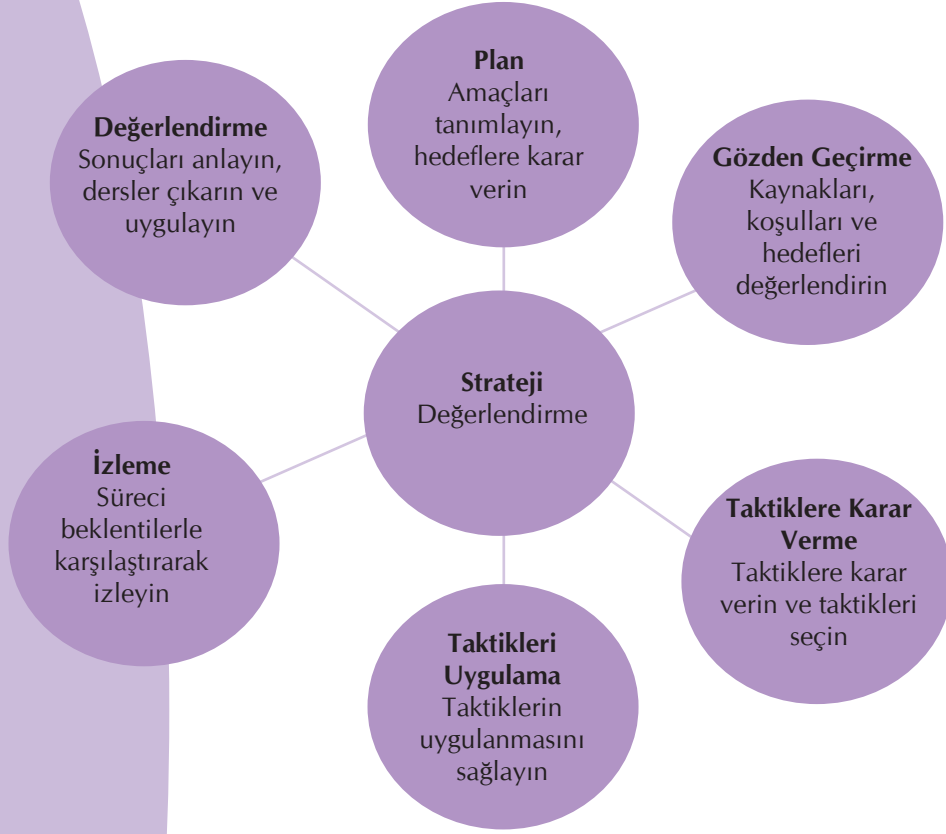 Plan
Amaçları
tanımlayın,
hedeflere karar
verin
Gözden Geçirme
Kaynakları,
koşulları ve
hedefleri
değerlendirin
Taktiklere Karar
Verme
Taktiklere karar
verin ve taktikleri
seçin
Taktikleri
Uygulama
Taktiklerin
uygulanmasını
sağlayın
İzleme
Süreci
beklentilerle
karşılaştırarak
izleyin
Değerlendirme
Sonuçları anlayın,
dersler çıkarın ve
uygulayın
Strateji
Değerlendirme